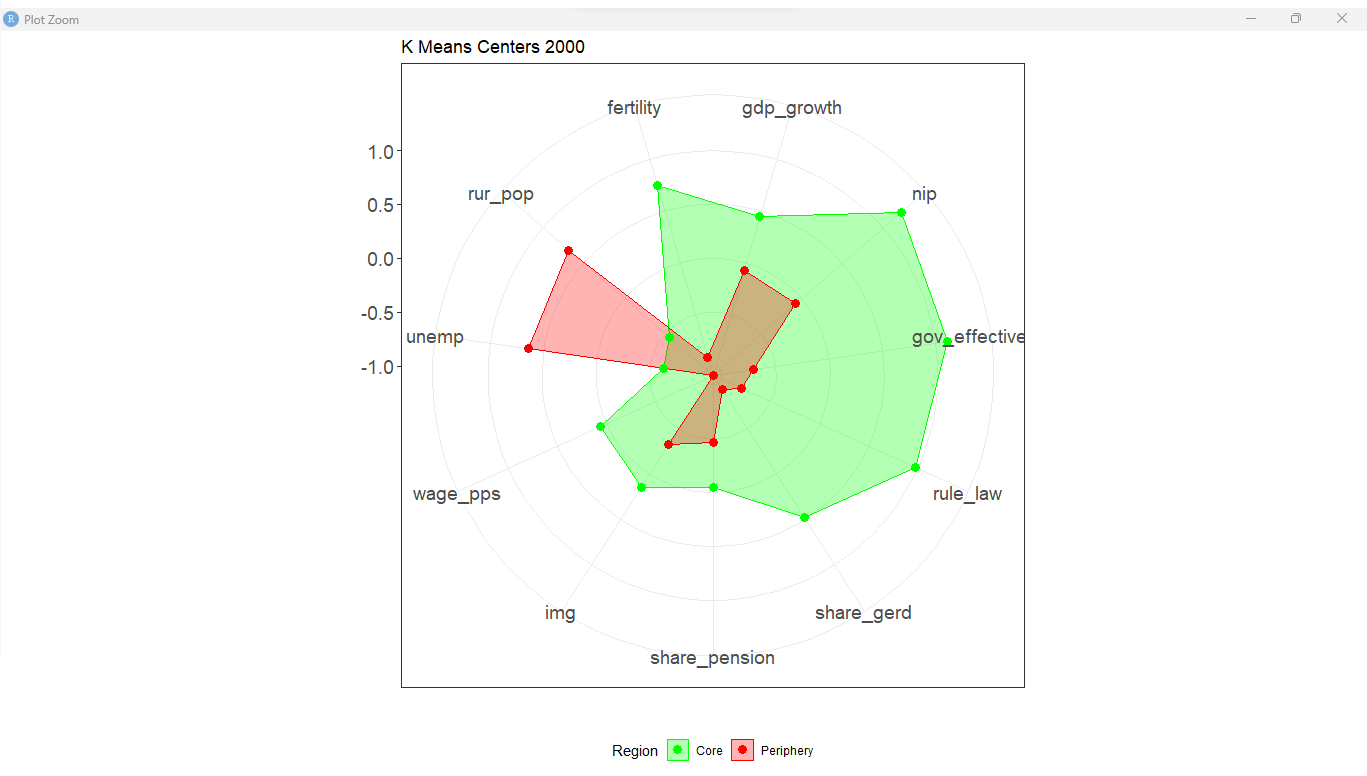 R Plot Zoom
K Means Centers 2000
fertility
gdp_growth
1.0
0.5
0.0
-0.5
-1.0
rur_pop
nip
unemp
gov_effective
wage_pps
rule_law
img
share_gerd
share_pension
Region Core Periphery